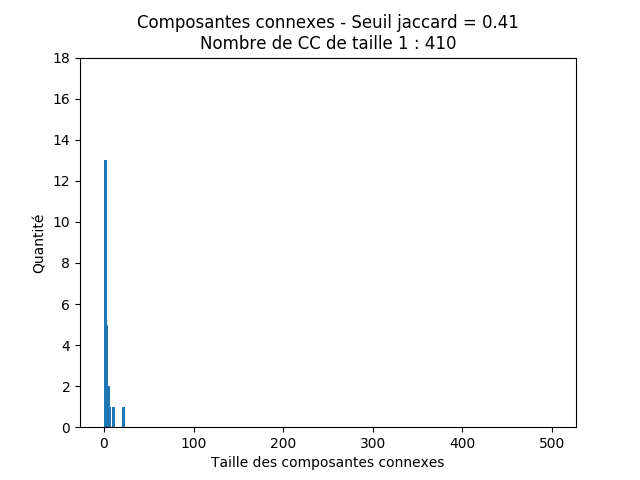 Composantes connexes - Seuil jaccard = 0.41
Nombre de CC de taille 1 : 410
18
16
14
12
10
8
6
4
2
0
Quantité
0 100 200 300 400 500
Taille des composantes connexes